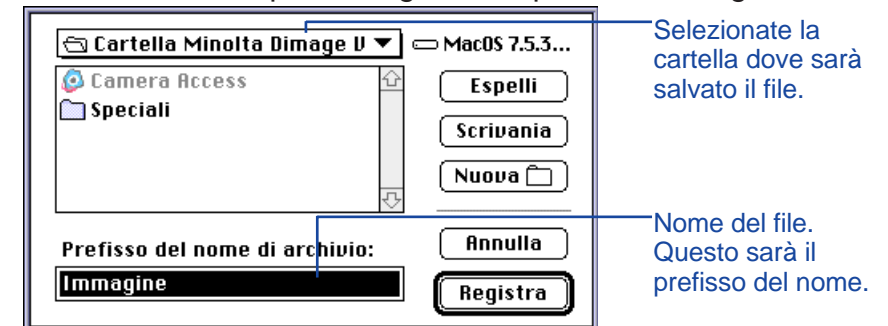 Cartella Minolta Dimage V
MacOS 7.5.3...
Camera Access
Speciali
Espelli
Scrivania
Nuova
Prefisso del nome di archivio:
Immagine
Annulla
Registra
Selezionate la
cartella dove sarà
salvato il file.
Nome del file.
Questo sarà il
prefisso del nome.